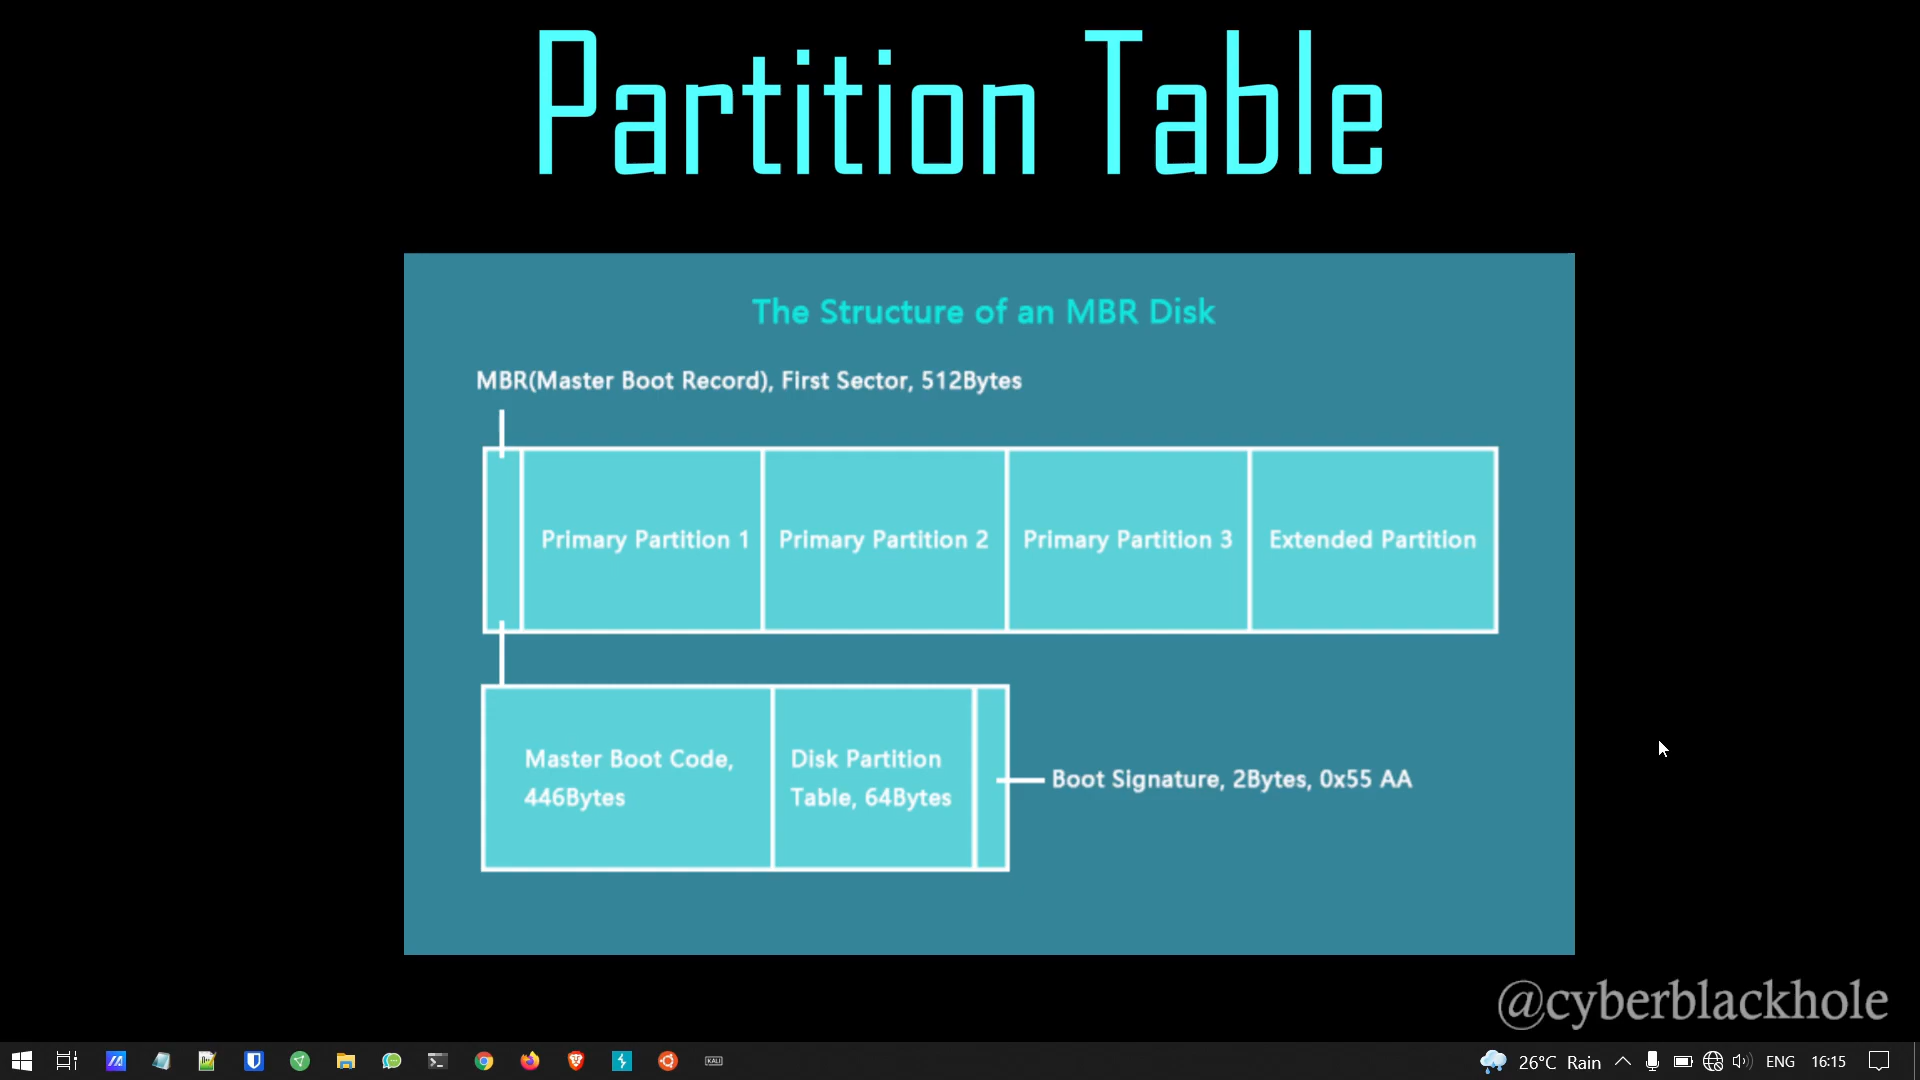 Partition Table
The Structure of an MBR Disk
MBR(Master Boot Record), First Sector, 512Bytes
Primary Partition 1
Primary Partition 2
Primary Partition 3
Extended Partition
Master Boot Code,
446Bytes
Disk Partition
Table, 64Bytes
Boot Signature, 2Bytes, 0x55 AA
@cyberblackhole
KALI
26°C Rain
ENG
16:15